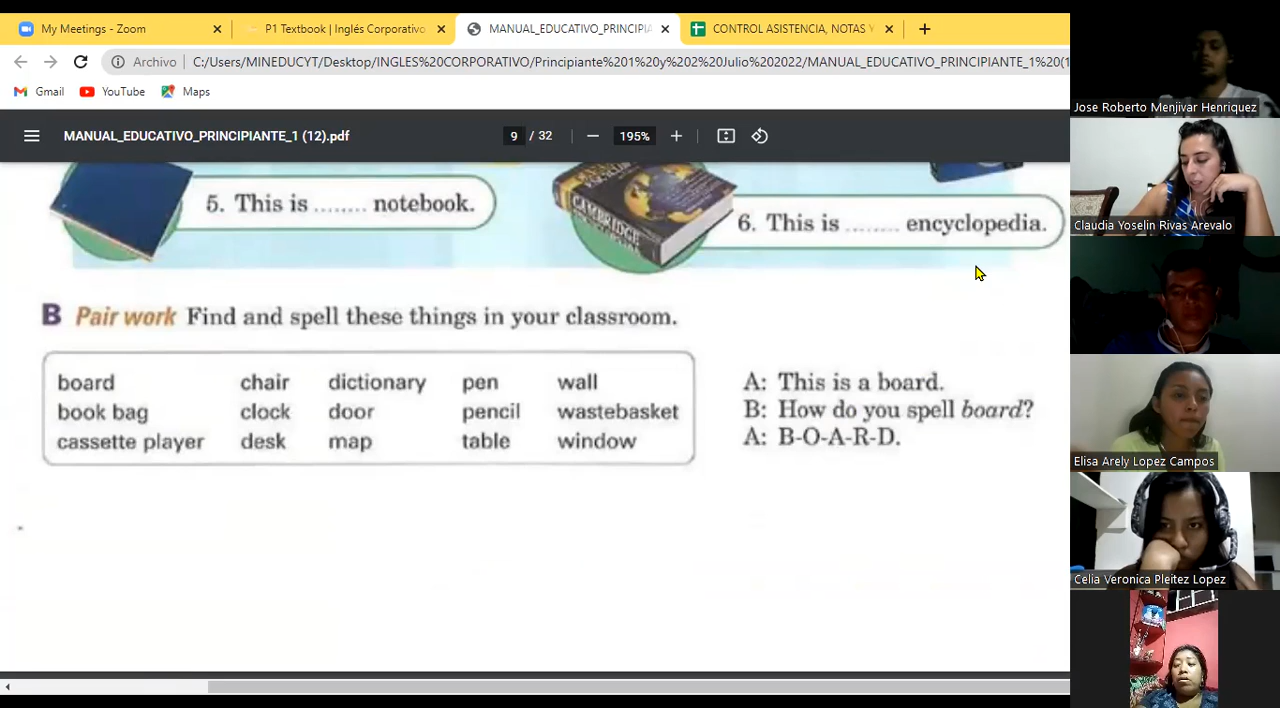 My Meetings - Zoom
P1 Textbook | Inglés Corporativo
MANUAL_EDUCATIVO_PRINCIPIA
CONTROL ASISTENCIA, NOTAS Y
Archivo
C:/Users/MINEDUCYT/Desktop/INGLES%20CORPORATIVO/Principiante%201%20y%202%20Julio%202022/MANUAL_EDUCATIVO_PRINCIPIANTE_1%20(1
Gmail YouTube Maps
MANUAL_EDUCATIVO_PRINCIPIANTE_1 (12).pdf
9 / 32
195%
5. This is ........ notebook.
CAMBRIDGE
6. This is ........ encyclopedia.
B Pair work Find and spell these things in your classroom.
board chair dictionary pen wall
book bag clock door pencil wastebasket
cassette player desk map table window
A: This is a board.
B: How do you spell board?
A: B-O-A-R-D.
Jose Roberto Menjivar Henriquez
Claudia Yoselin Rivas Arevalo
Elisa Arely Lopez Campos
Celia Veronica Pleitez Lopez